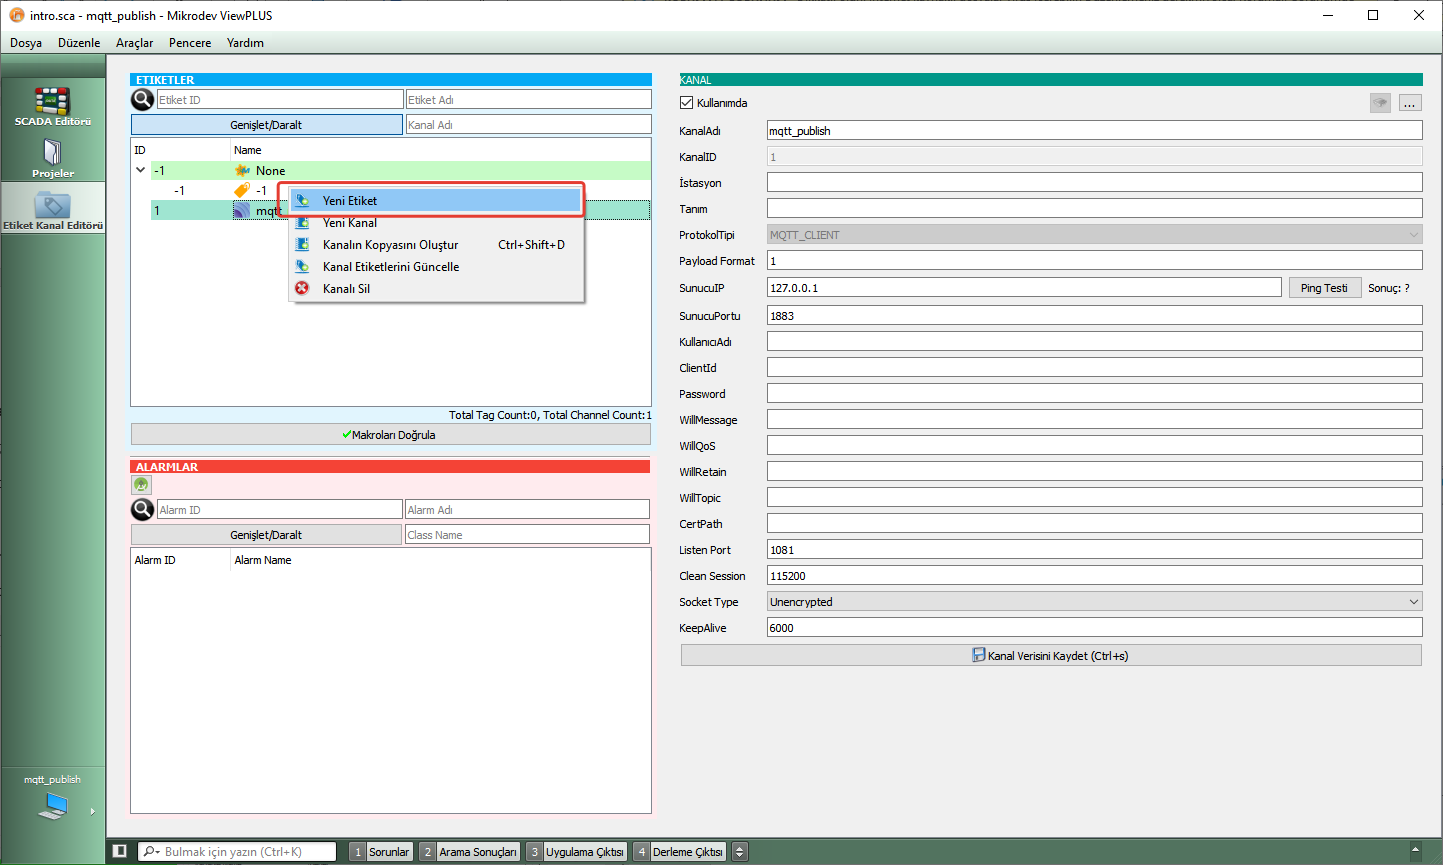 intro.sca - mqtt_publish - Mikrodev ViewPLUS
Dosya Düzenle Araçlar Pencere Yardım
SCADA Editörü
Projeler
Etiket Kanal Editörü
mqtt_publish
ETIKETLER
Etiket ID Etiket Adı
Genişlet/Daralt Kanal Adı
ID Name
-1 None
-1 -1
1 mqtt
Yeni Etiket
Yeni Kanal
Kanalın Kopyasını Oluştur Ctrl+Shift+D
Kanal Etiketlerini Güncelle
Kanalı Sil
Total Tag Count:0, Total Channel Count:1
Makroları Doğrula
ALARMLAR
Alarm ID Alarm Adı
Genişlet/Daralt Class Name
Alarm ID Alarm Name
KANAL
Kullanımda ...
KanalAdı mqtt_publish
KanalID 1
İstasyon
Tanım
ProtokolTipi MQTT_CLIENT
Payload Format 1
SunucuIP 127.0.0.1 Ping Testi Sonuç: ?
SunucuPortu 1883
KullanıcıAdı
ClientId
Password
WillMessage
WillQoS
WillRetain
WillTopic
CertPath
Listen Port 1081
Clean Session 115200
Socket Type Unencrypted
KeepAlive 6000
Kanal Verisini Kaydet (Ctrl+s)
Bulmak için yazın (Ctrl+K) 1 Sorunlar 2 Arama Sonuçları 3 Uygulama Çıktısı 4 Derleme Çıktısı